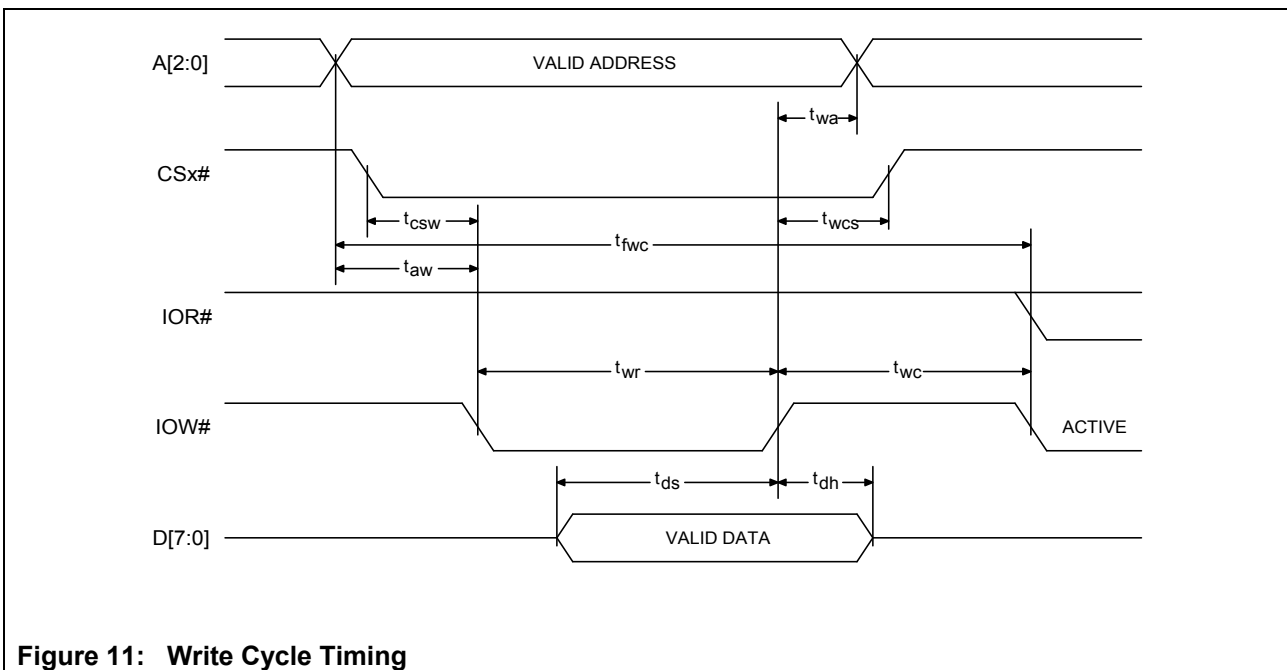 A[2:0]
VALID ADDRESS
twa
CSx#
tcsw
twcs
tfwc
taw
IOR#
twr
twc
IOW#
ACTIVE
tds
tdh
D[7:0]
VALID DATA
Figure 11: Write Cycle Timing